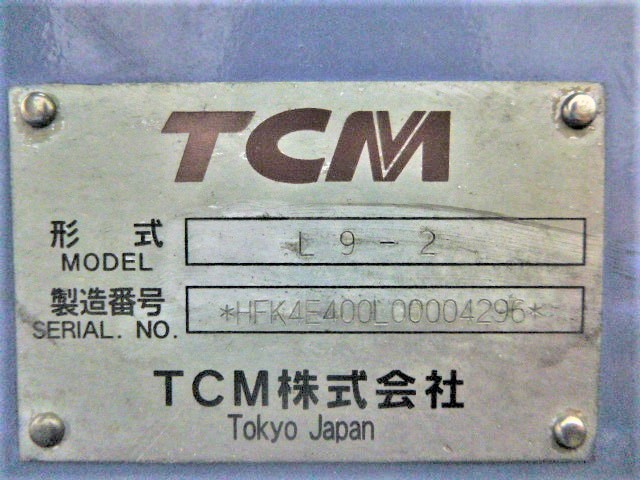 TCM
形式 L9-2
MODEL
製造番号 *HFK4E400L00004296*
SERIAL. NO.
TCM株式会社
Tokyo Japan